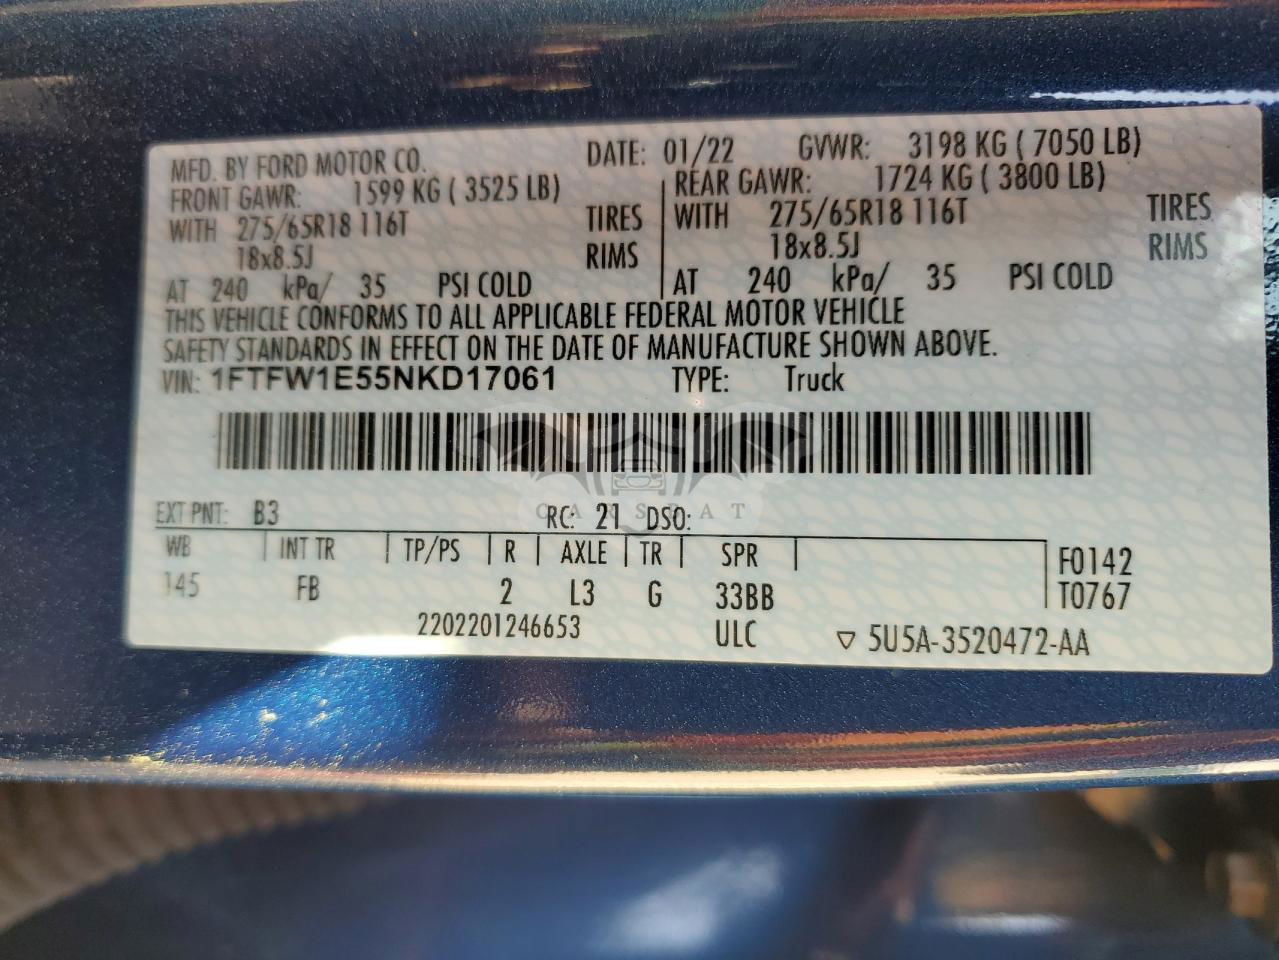 MFD. BY FORD MOTOR CO. DATE: 01/22 GVWR: 3198 KG ( 7050 LB)
FRONT GAWR: 1599 KG ( 3525 LB) REAR GAWR: 1724 KG ( 3800 LB)
WITH 275/65R18 116T TIRES WITH 275/65R18 116T TIRES
18x8.5J RIMS 18x8.5J RIMS
AT 240 kPa/ 35 PSI COLD AT 240 kPa/ 35 PSI COLD
THIS VEHICLE CONFORMS TO ALL APPLICABLE FEDERAL MOTOR VEHICLE
SAFETY STANDARDS IN EFFECT ON THE DATE OF MANUFACTURE SHOWN ABOVE.
VIN: 1FTFW1E55NKD17061 TYPE: Truck
EXT PNT: B3 RC: 21 DSO:
WB INT TR TP/PS R AXLE TR SPR F0142
145 FB 2 L3 G 33BB T0767
2202201246653 ULC ▽ 5U5A-3520472-AA